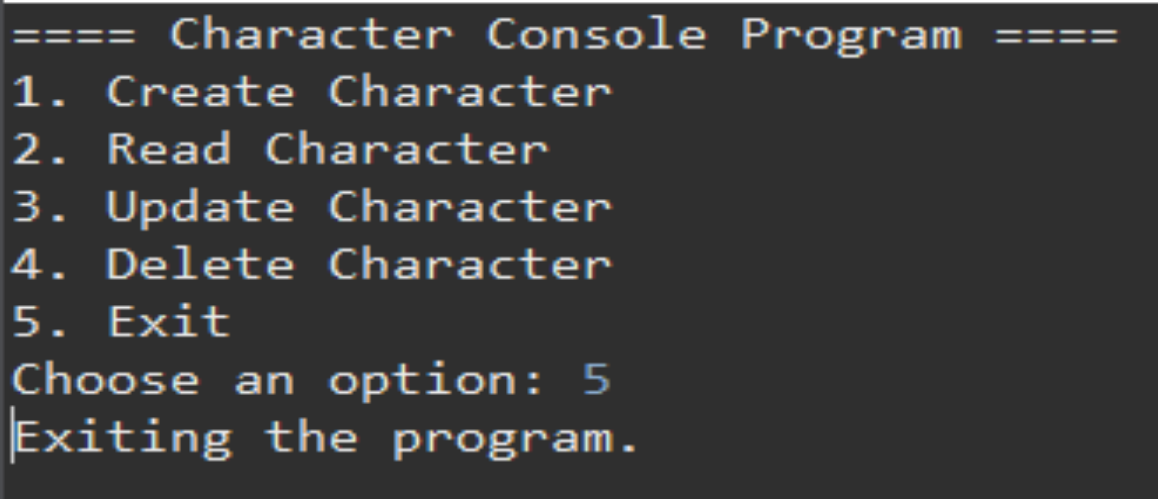 ==== Character Console Program ====
1. Create Character
2. Read Character
3. Update Character
4. Delete Character
5. Exit
Choose an option: 5
Exiting the program.